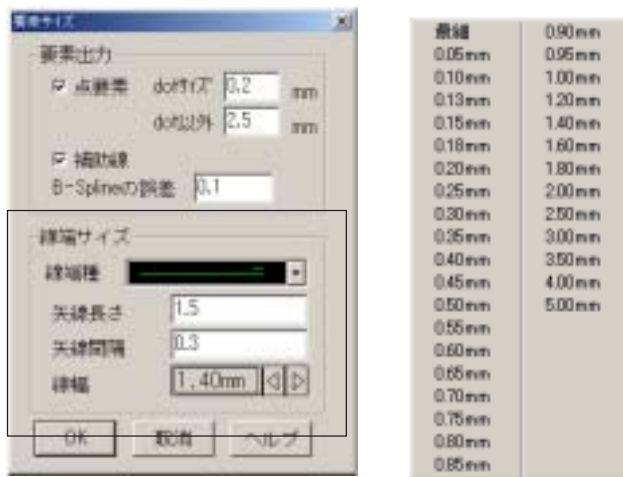 要素サイズ
要素出力
点要素 dotサイズ 0.2 mm
dot以外 2.5 mm
補助線
B-Splineの誤差 0.1
線端サイズ
線端種
矢線長さ 1.5
矢線間隔 0.3
線幅 1.40mm
OK 取消 ヘルプ
最細
0.05mm
0.10mm
0.13mm
0.15mm
0.18mm
0.20mm
0.25mm
0.30mm
0.35mm
0.40mm
0.45mm
0.50mm
0.55mm
0.60mm
0.65mm
0.70mm
0.75mm
0.80mm
0.85mm
0.90mm
0.95mm
1.00mm
1.20mm
1.40mm
1.60mm
1.80mm
2.00mm
2.50mm
3.00mm
3.50mm
4.00mm
5.00mm